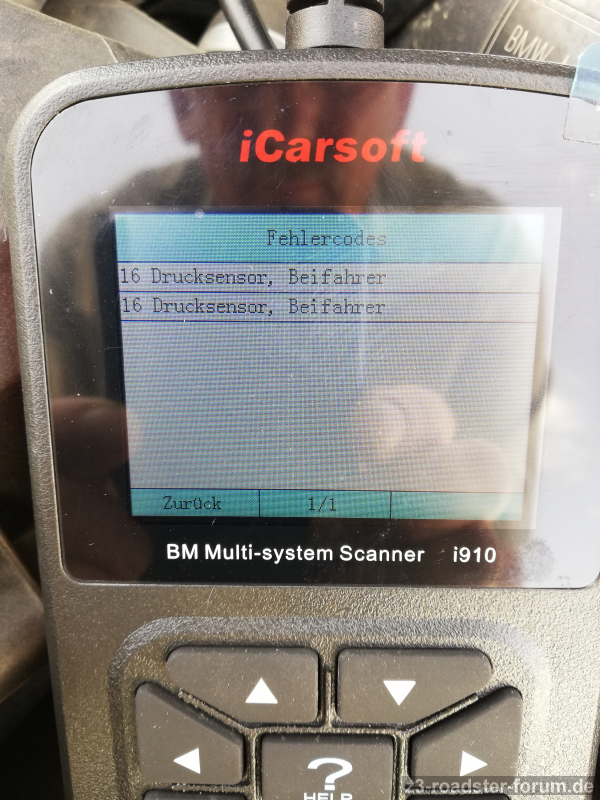 BMW
iCarsoft
Fehlercodes
16 Drucksensor, Beifahrer
16 Drucksensor, Beifahrer
Zurück 1/1
BM Multi-system Scanner i910
?
HELP
z3-roadster-forum.de